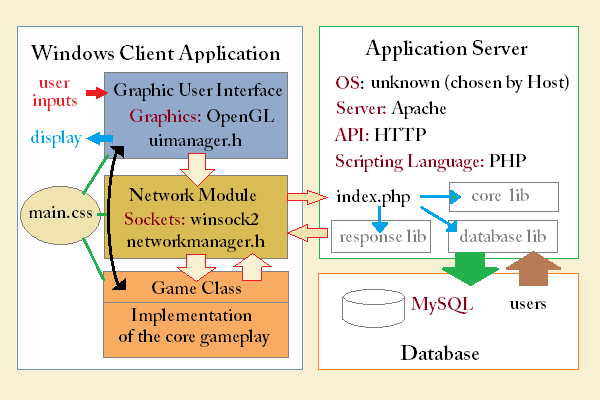 Windows Client Application
user
inputs
display
Graphic User Interface
Graphics: OpenGL
uimanager.h
main.css
Network Module
Sockets: winsock2
networkmanager.h
Game Class
Implementation
of the core gameplay
Application Server
OS: unknown (chosen by Host)
Server: Apache
API: HTTP
Scripting Language: PHP
index.php
core lib
response lib
database lib
MySQL
users
Database